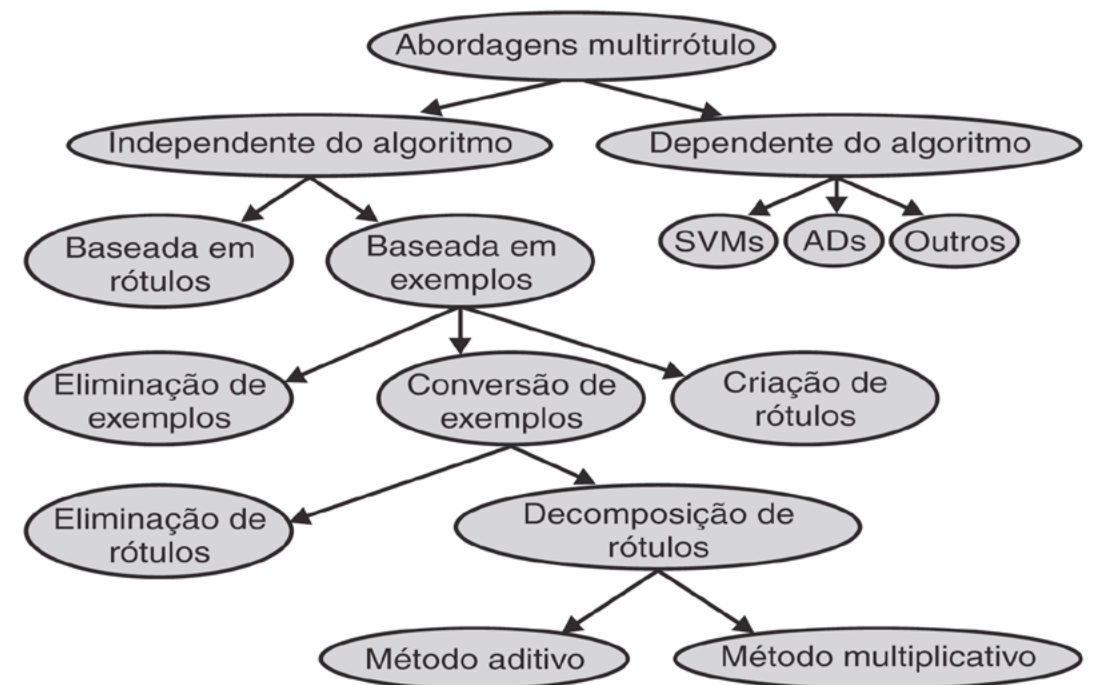 Abordagens multirrótulo
Independente do algoritmo
Dependente do algoritmo
Baseada em
rótulos
Baseada em
exemplos
SVMs
ADs
Outros
Eliminação de
exemplos
Conversão de
exemplos
Criação de
rótulos
Eliminação de
rótulos
Decomposição de
rótulos
Método aditivo
Método multiplicativo